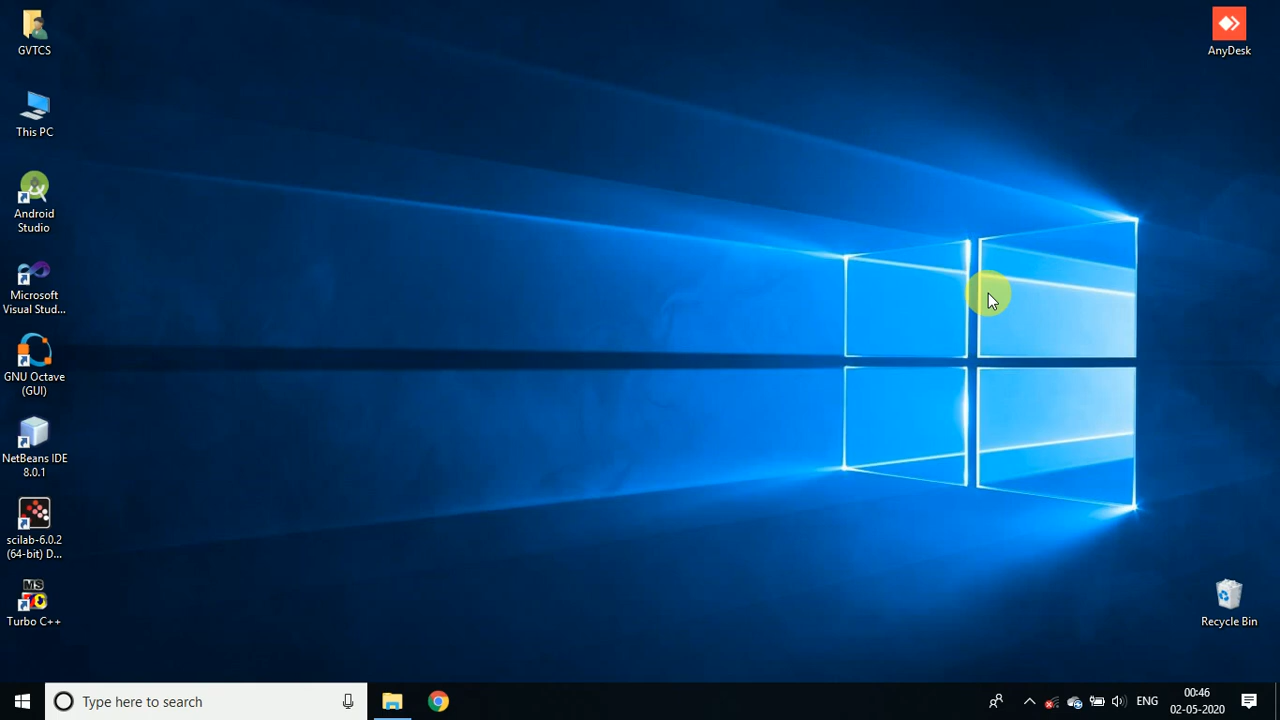 GVTCS
This PC
Android
Studio
Microsoft
Visual Stud...
GNU Octave
(GUI)
NetBeans IDE
8.0.1
scilab-6.0.2
(64-bit) D...
MS
Turbo C++
AnyDesk
Recycle Bin
Type here to search
ENG
00:46
02-05-2020